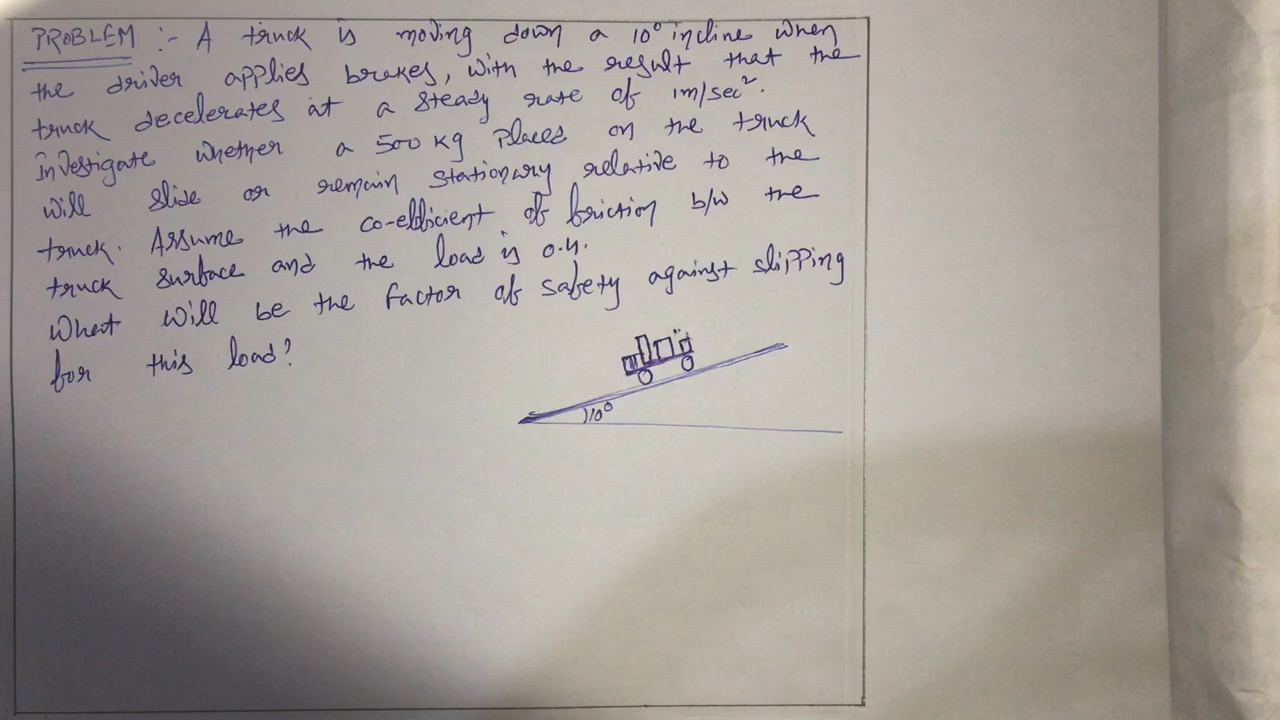 PROBLEM :- A truck is moving down a 10° incline when
the driver applies brakes, with the result that the
truck decelerates at a steady rate of 1m/sec².
Investigate whether a 500 kg places on the truck
will slide or remain stationary relative to the
truck. Assume the co-efficient of friction b/w the
truck surface and the load is 0.4.
What will be the factor of safety against slipping
for this load?
10°